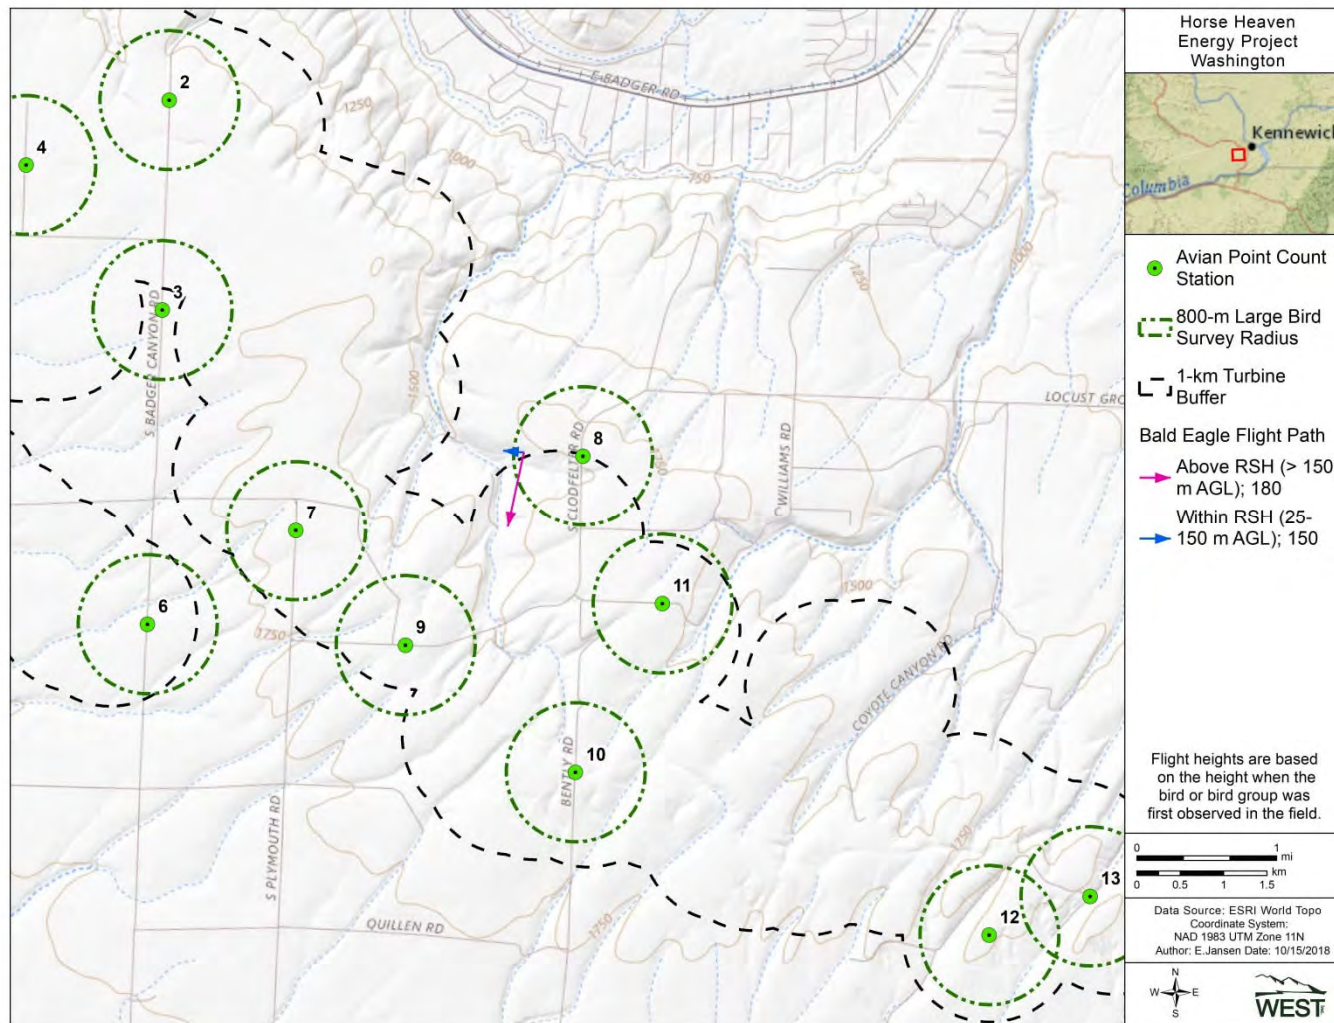 2
4
3
6
7
9
8
11
10
12
13
E BADGER RD
1250
1000
750
1250
1000
S BADGER CANYON RD
1500
LOCUST GRO
S CLODFELTER RD
C WILLIAMS RD
1500
1750
COYOTE CANYON RD
BENTLY RD
S PLYMOUTH RD
1750
QUILLEN RD
1750
Horse Heaven
Energy Project
Washington
Kennewick
Columbia
Avian Point Count
Station
800-m Large Bird
Survey Radius
1-km Turbine
Buffer
Bald Eagle Flight Path
Above RSH (> 150
m AGL); 180
Within RSH (25-
150 m AGL); 150
Flight heights are based
on the height when the
bird or bird group was
first observed in the field.
0 1
mi
km
0 0.5 1 1.5
Data Source: ESRI World Topo
Coordinate System:
NAD 1983 UTM Zone 11N
Author: E.Jansen Date: 10/15/2018
N
W E
S
WEST